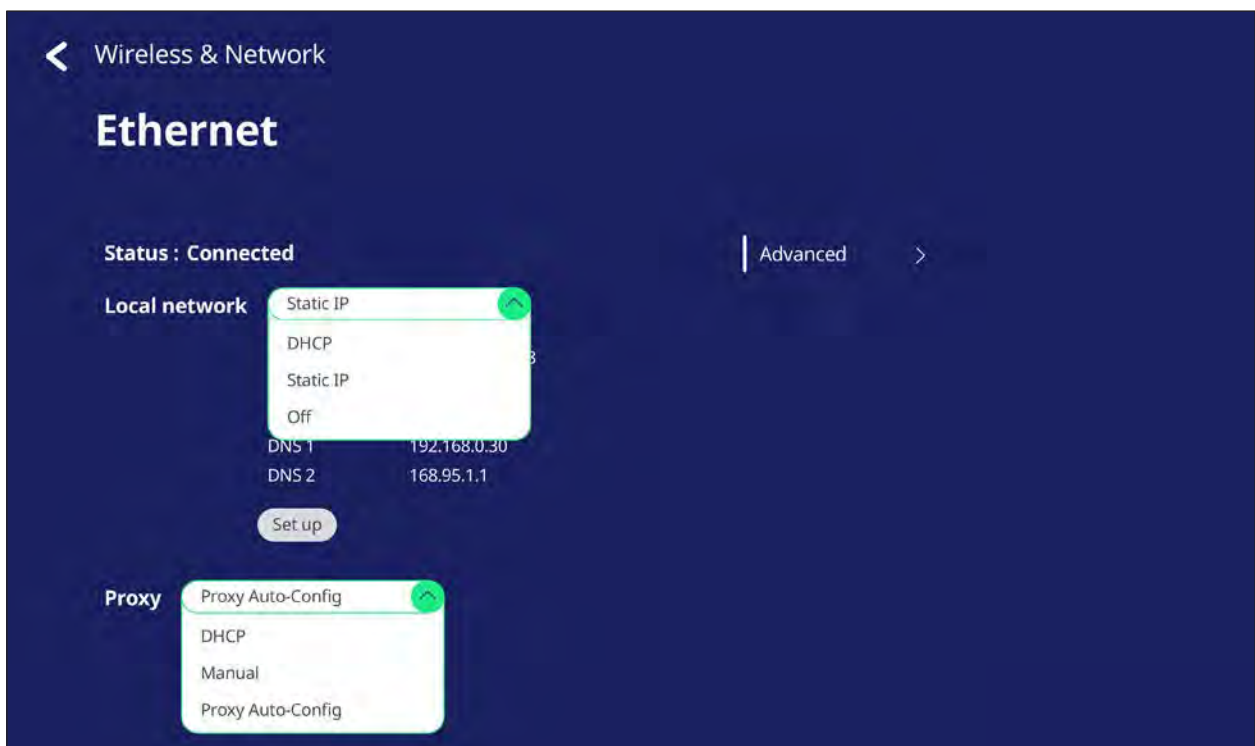 Wireless & Network
Ethernet
Status : Connected
Advanced
Local network
Static IP
DHCP
Static IP
Off
DNS 1 192.168.0.30
DNS 2 168.95.1.1
Set up
Proxy
Proxy Auto-Config
DHCP
Manual
Proxy Auto-Config